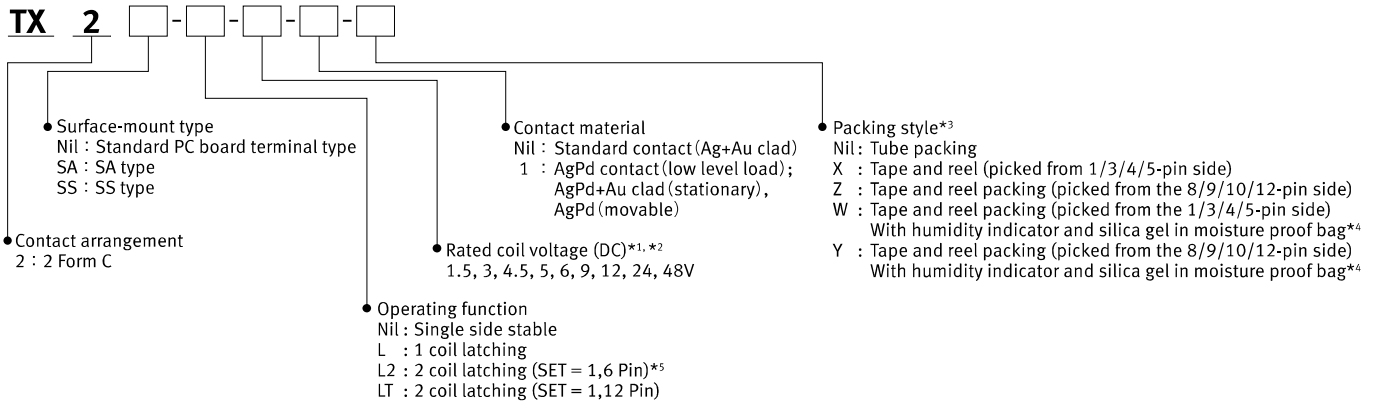 TX 2 - - - -
Surface-mount type
Nil : Standard PC board terminal type
SA : SA type
SS : SS type
Contact arrangement
2 : 2 Form C
Contact material
Nil : Standard contact (Ag+Au clad)
1 : AgPd contact (low level load);
AgPd+Au clad (stationary),
AgPd (movable)
Rated coil voltage (DC)*1, *2
1.5, 3, 4.5, 5, 6, 9, 12, 24, 48V
Operating function
Nil : Single side stable
L : 1 coil latching
L2 : 2 coil latching (SET = 1,6 Pin)*5
LT : 2 coil latching (SET = 1,12 Pin)
Packing style*3
Nil : Tube packing
X : Tape and reel (picked from 1/3/4/5-pin side)
Z : Tape and reel packing (picked from the 8/9/10/12-pin side)
W : Tape and reel packing (picked from the 1/3/4/5-pin side)
With humidity indicator and silica gel in moisture proof bag*4
Y : Tape and reel packing (picked from the 8/9/10/12-pin side)
With humidity indicator and silica gel in moisture proof bag*4